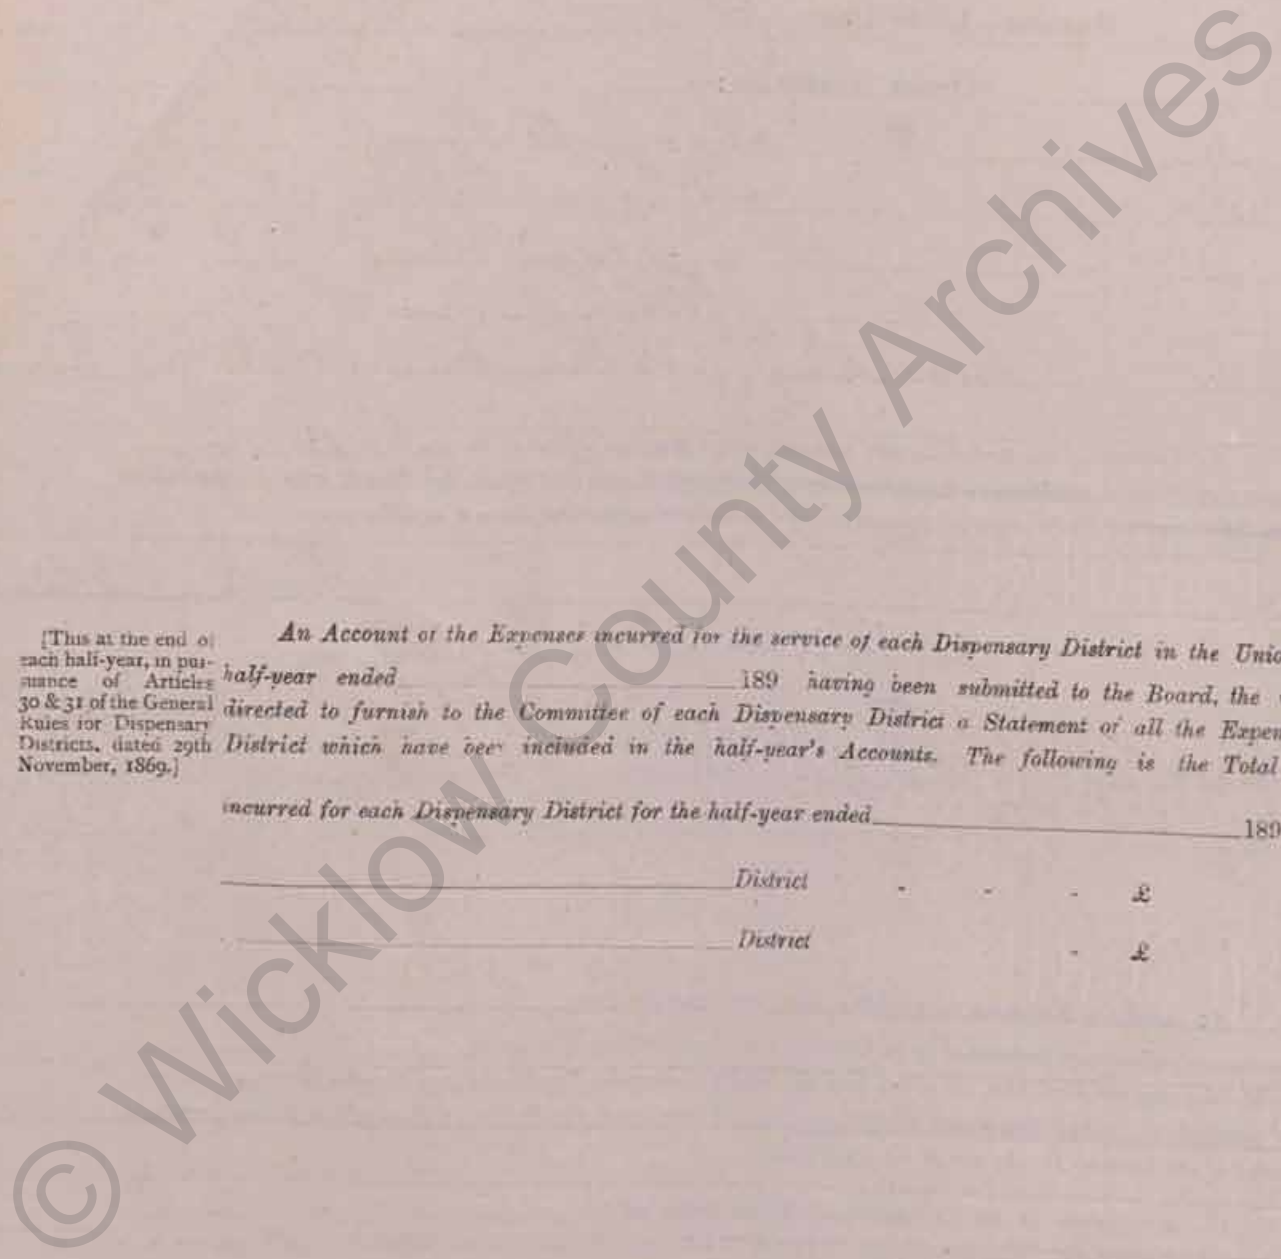 [This at the end of
each half-year, in pur-
suance of Articles
30 & 31 of the General
Rules for Dispensary
Districts, dated 29th
November, 1869.]
An Account of the Expenses incurred for the service of each Dispensary District in the Unio
half-year ended 189 having been submitted to the Board, the
directed to furnish to the Committee of each Dispensary District a Statement of all the Expen
District which have been included in the half-year's Accounts. The following is the Total
incurred for each Dispensary District for the half-year ended 189
District - - - £
District - £
© Wicklow County Archives